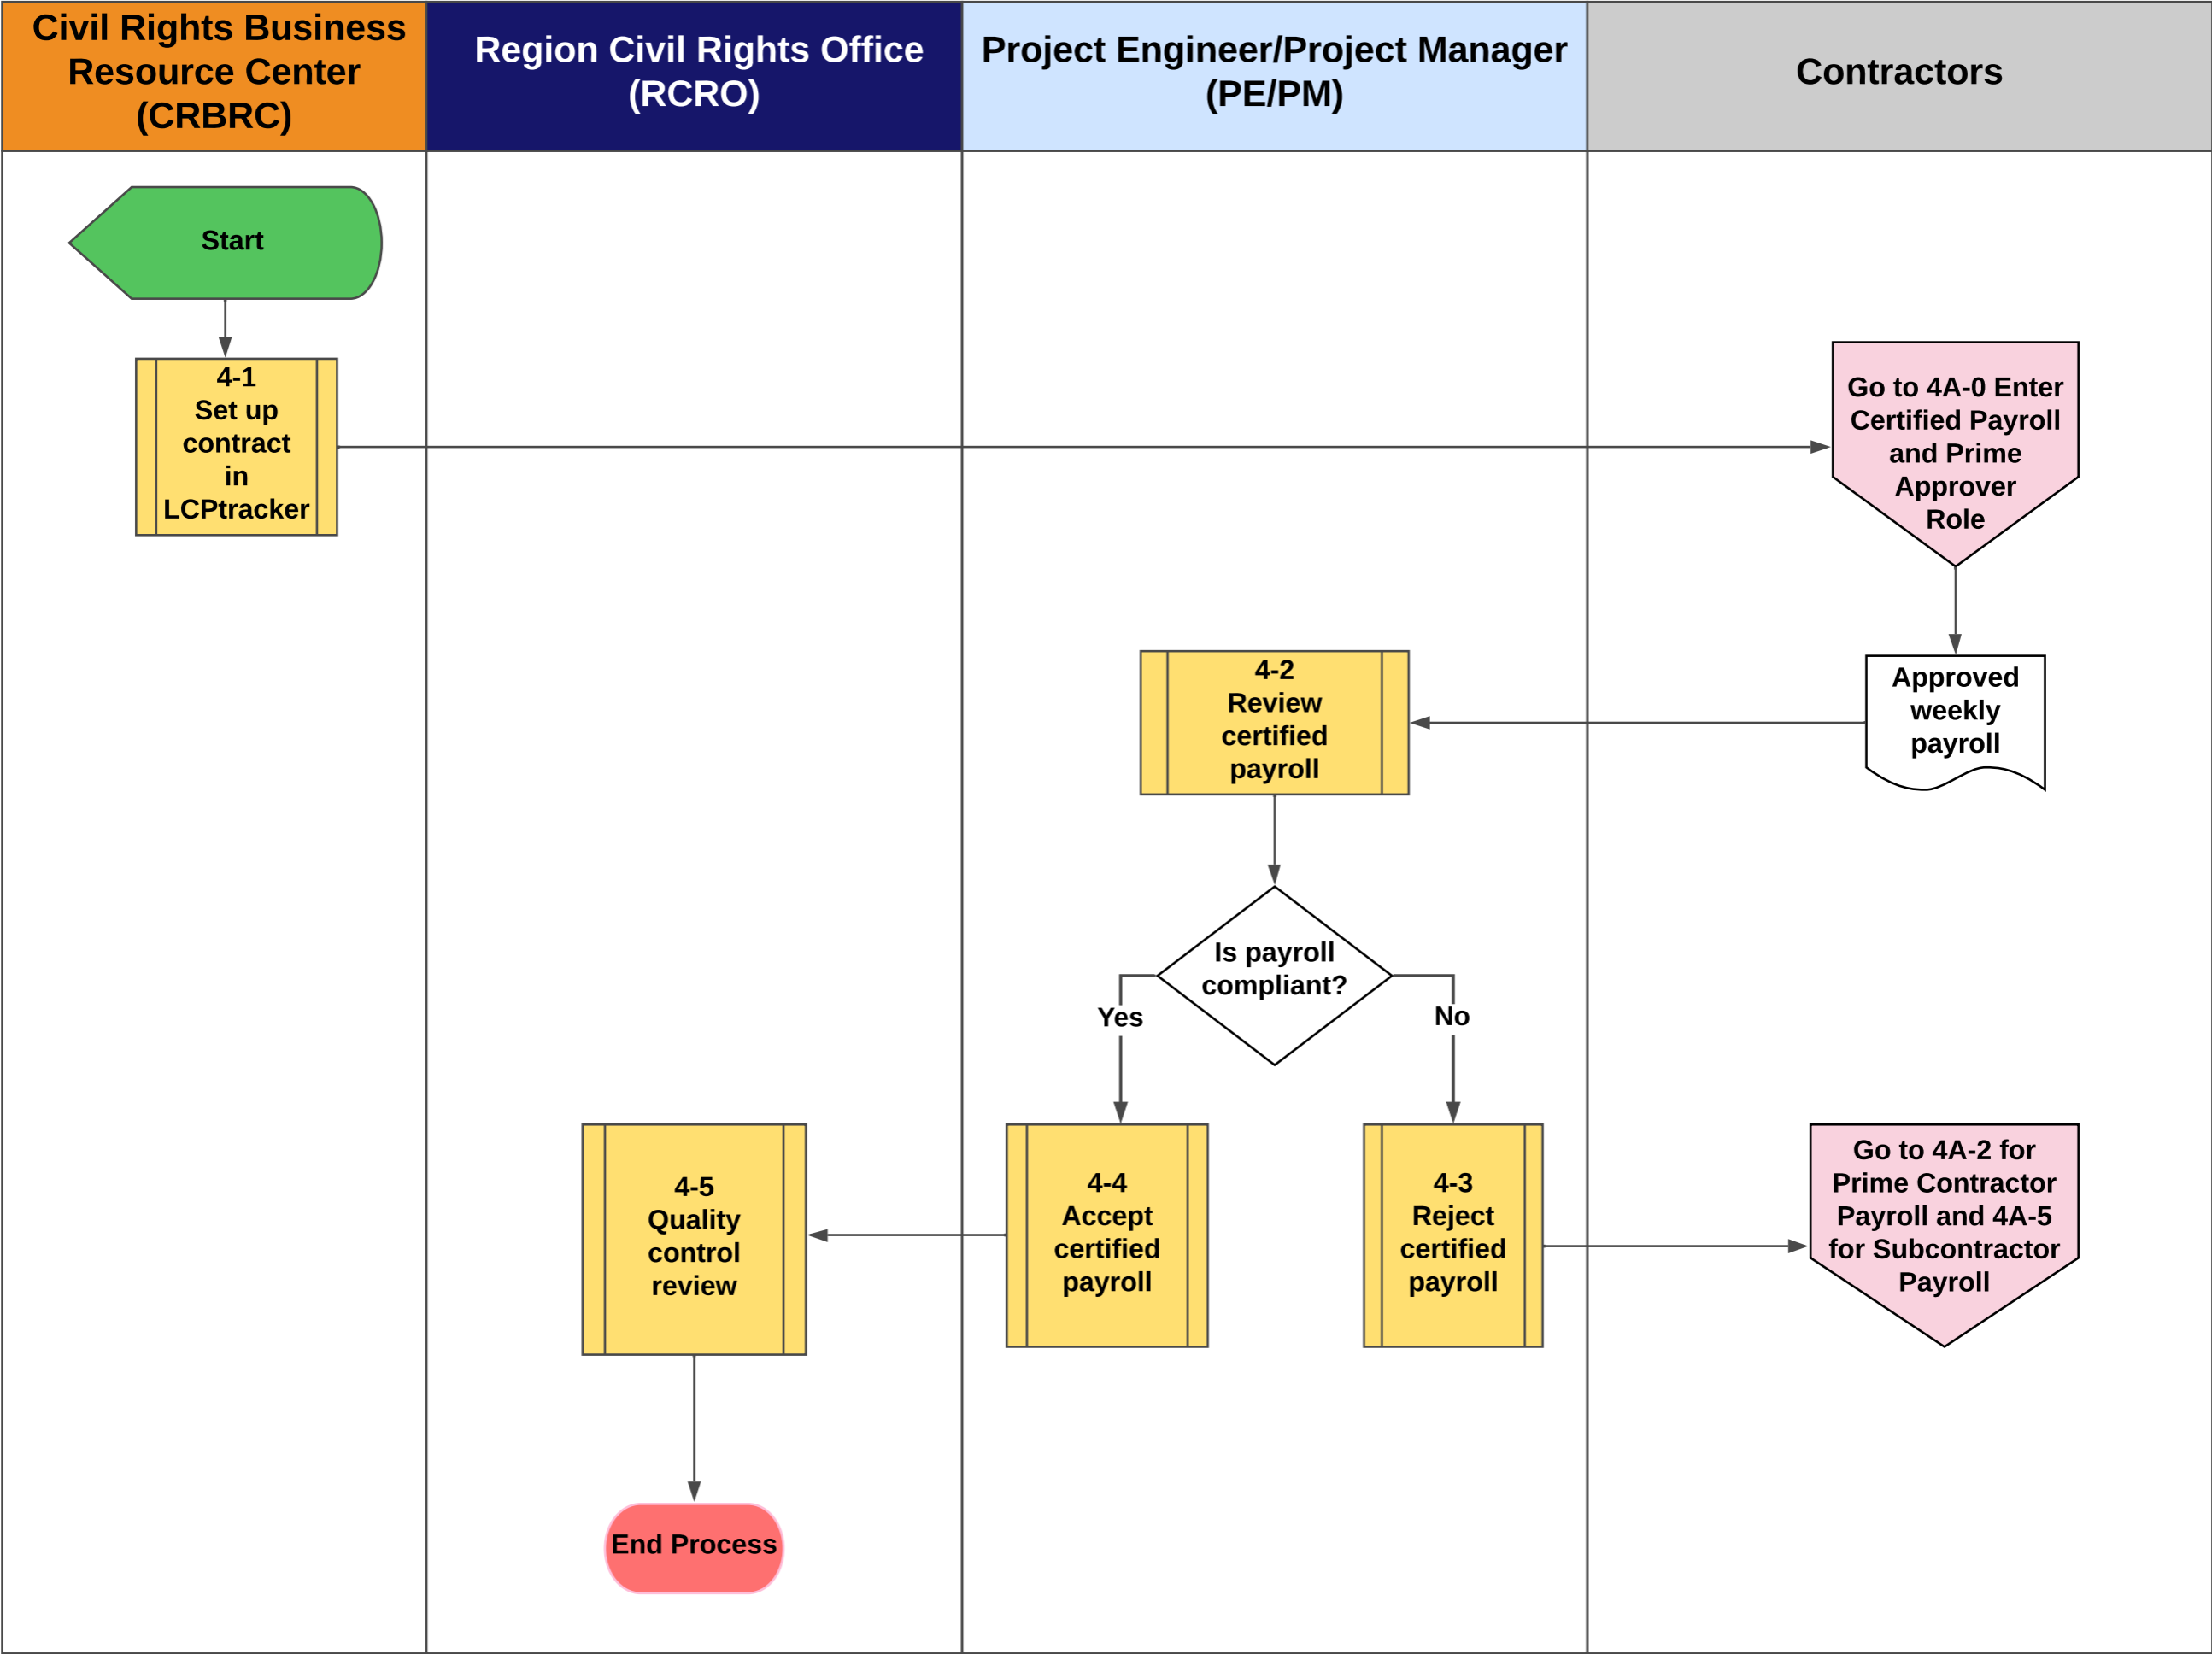 Civil Rights Business
Resource Center
(CRBRC)
Region Civil Rights Office
(RCRO)
Project Engineer/Project Manager
(PE/PM)
Contractors
Start
4-1
Set up
contract
in
LCPtracker
Go to 4A-0 Enter
Certified Payroll
and Prime
Approver
Role
Approved
weekly
payroll
4-2
Review
certified
payroll
Is payroll
compliant?
Yes
No
4-5
Quality
control
review
4-4
Accept
certified
payroll
4-3
Reject
certified
payroll
Go to 4A-2 for
Prime Contractor
Payroll and 4A-5
for Subcontractor
Payroll
End Process